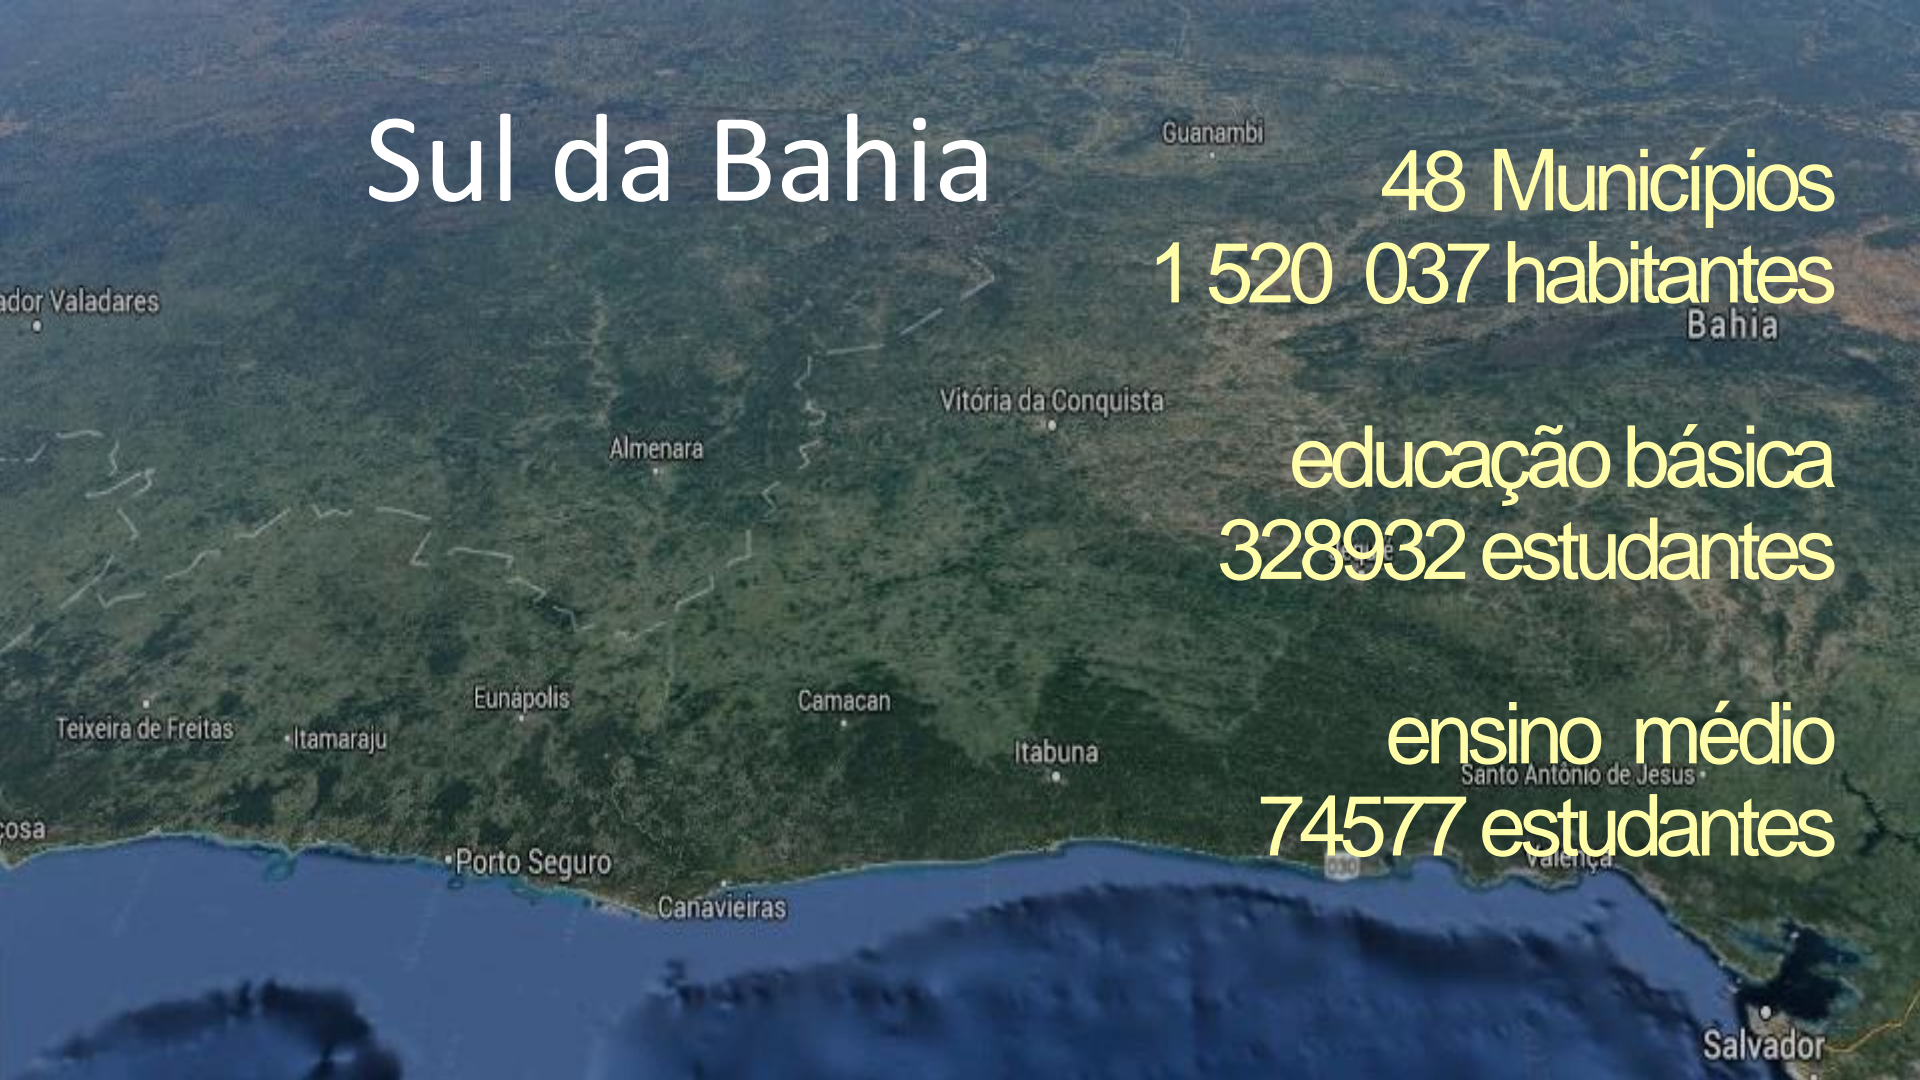 Sul da Bahia
48 Municípios
1 520 037 habitantes
educação básica
328932 estudantes
ensino médio
74577 estudantes
Guanambi
ador Valadares
Bahia
Vitória da Conquista
Almenara
Eunápolis
Camacan
Teixeira de Freitas
Itamaraju
Itabuna
Santo Antônio de Jesus
çosa
Porto Seguro
Valença
030
Canavieiras
Salvador